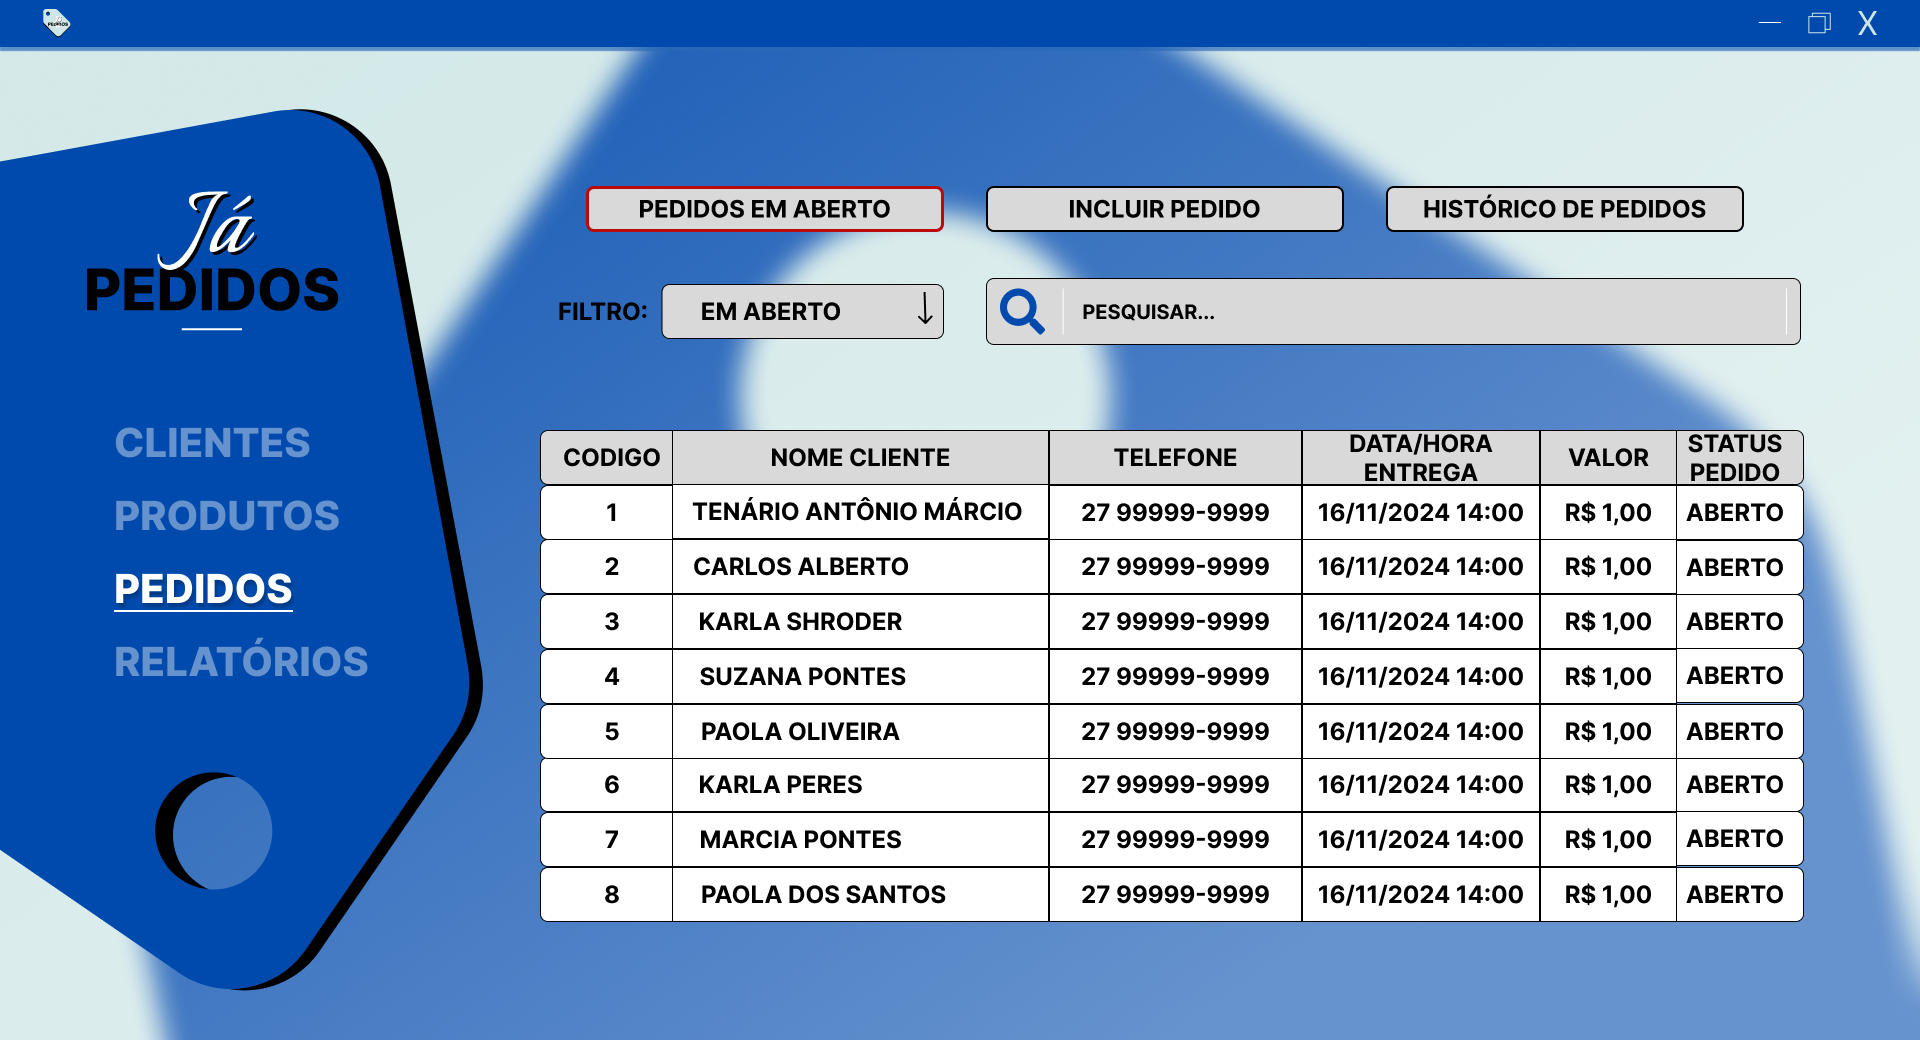 PEDIDOS
X
Já
PEDIDOS
CLIENTES
PRODUTOS
PEDIDOS
RELATÓRIOS
PEDIDOS EM ABERTO INCLUIR PEDIDO HISTÓRICO DE PEDIDOS
FILTRO: EM ABERTO PESQUISAR...
CODIGO NOME CLIENTE TELEFONE DATA/HORA ENTREGA VALOR STATUS PEDIDO
1 TENÁRIO ANTÔNIO MÁRCIO 27 99999-9999 16/11/2024 14:00 R$ 1,00 ABERTO
2 CARLOS ALBERTO 27 99999-9999 16/11/2024 14:00 R$ 1,00 ABERTO
3 KARLA SHRODER 27 99999-9999 16/11/2024 14:00 R$ 1,00 ABERTO
4 SUZANA PONTES 27 99999-9999 16/11/2024 14:00 R$ 1,00 ABERTO
5 PAOLA OLIVEIRA 27 99999-9999 16/11/2024 14:00 R$ 1,00 ABERTO
6 KARLA PERES 27 99999-9999 16/11/2024 14:00 R$ 1,00 ABERTO
7 MARCIA PONTES 27 99999-9999 16/11/2024 14:00 R$ 1,00 ABERTO
8 PAOLA DOS SANTOS 27 99999-9999 16/11/2024 14:00 R$ 1,00 ABERTO